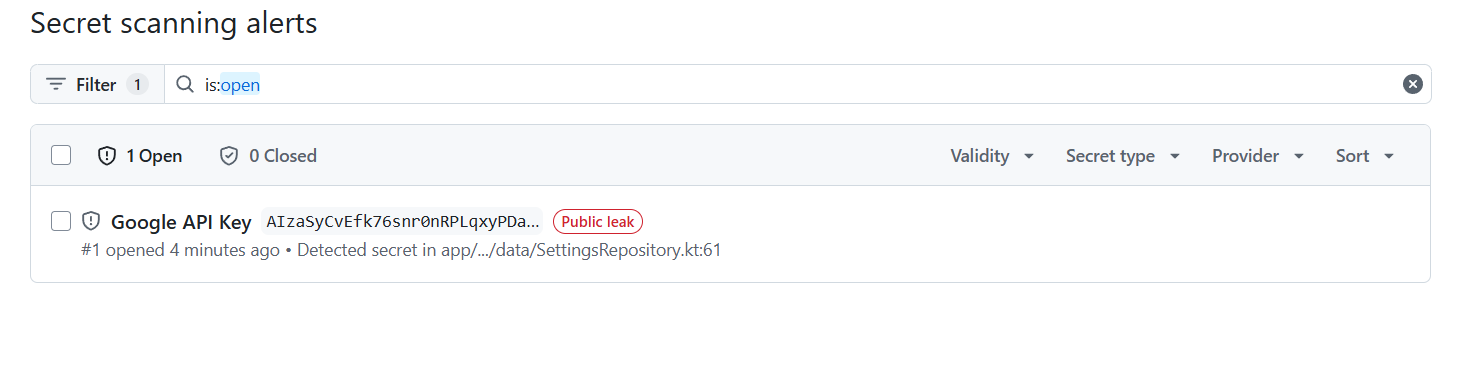 Secret scanning alerts
Filter 1 is:open
1 Open 0 Closed Validity Secret type Provider Sort
Google API Key AIzaSyCvEfk76snr0nRPLqxyPDa... Public leak
#1 opened 4 minutes ago • Detected secret in app/.../data/SettingsRepository.kt:61